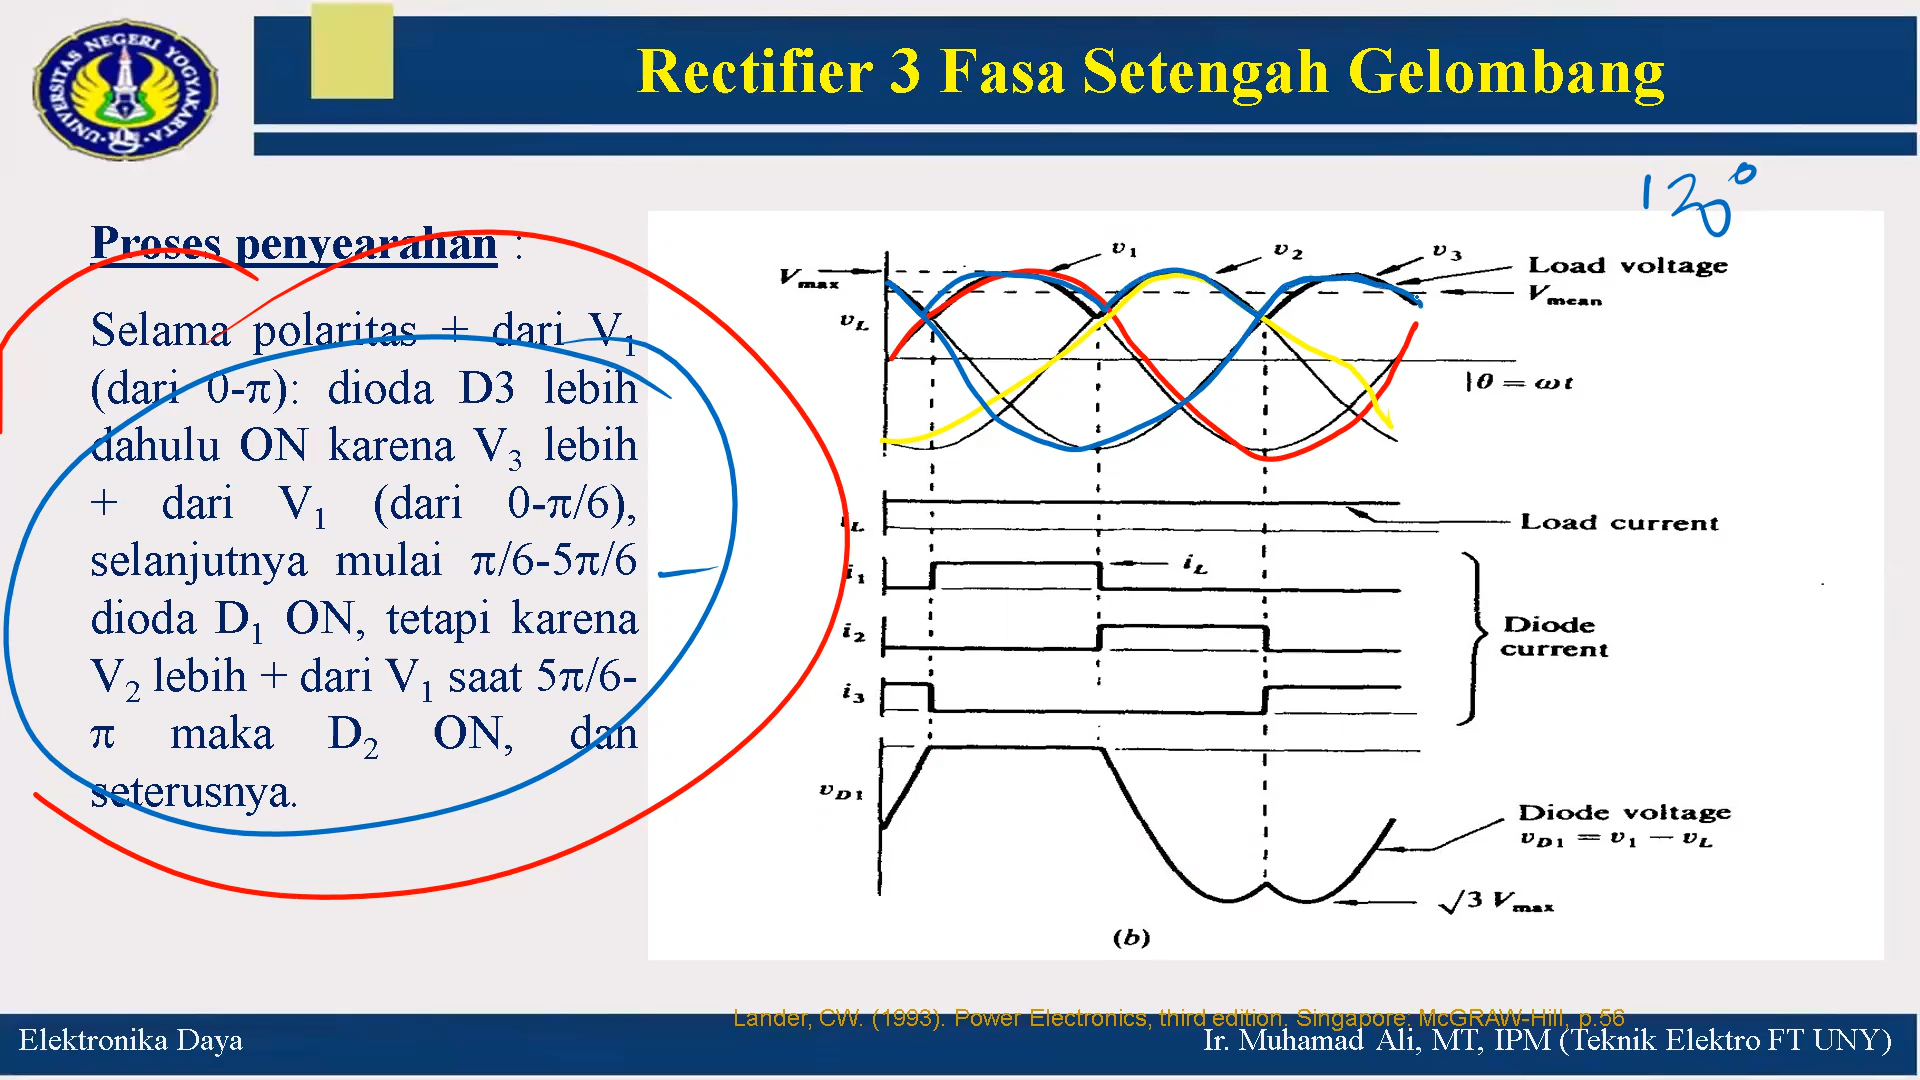 UNIVERSITAS NEGERI YOGYAKARTA
Rectifier 3 Fasa Setengah Gelombang
120°
Proses penyearahan :
Selama polaritas + dari V1
(dari 0-π): dioda D3 lebih
dahulu ON karena V3 lebih
+ dari V1 (dari 0-π/6),
selanjutnya mulai π/6-5π/6
dioda D1 ON, tetapi karena
V2 lebih + dari V1 saat 5π/6-
π maka D2 ON, dan
seterusnya.
v1
v2
v3
Vmax
Load voltage
Vmean
vL
θ = ωt
iL
Load current
i1
iL
i2
Diode
current
i3
vD1
Diode voltage
vD1 = v1 − vL
√3 Vmax
(b)
Lander, CW. (1993). Power Electronics, third edition. Singapore: McGRAW-Hill, p.56
Elektronika Daya
Ir. Muhamad Ali, MT, IPM (Teknik Elektro FT UNY)